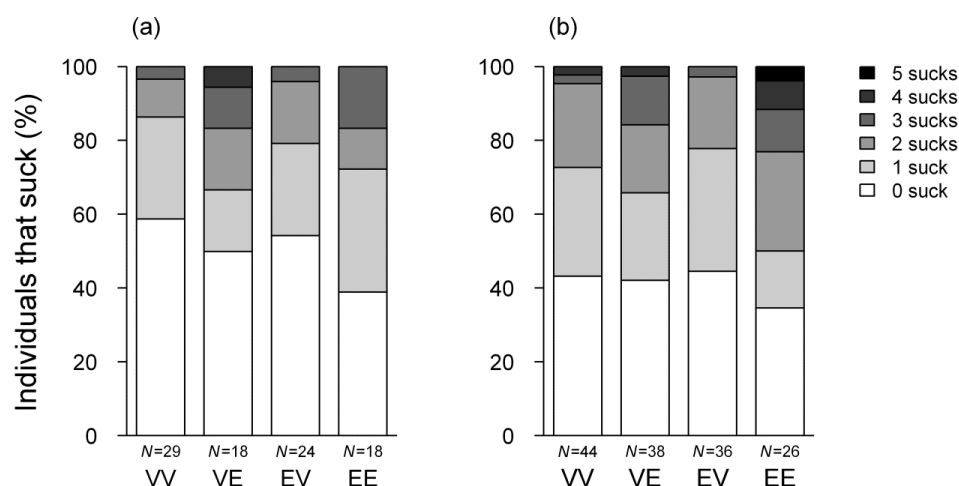 (a)
(b)
Individuals that suck (%)
100
80
60
40
20
0
N=29 N=18 N=24 N=18
VV VE EV EE
100
80
60
40
20
0
N=44 N=38 N=36 N=26
VV VE EV EE
5 sucks
4 sucks
3 sucks
2 sucks
1 suck
0 suck